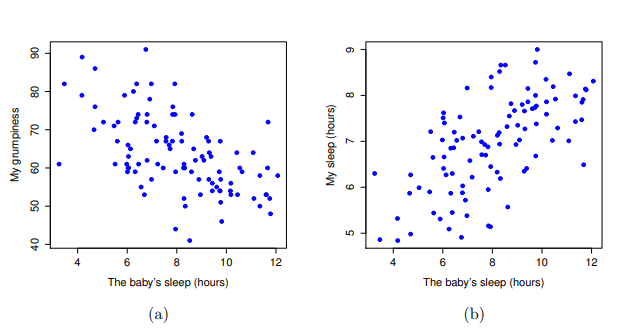 My grumpiness
90
80
70
60
50
40
4 6 8 10 12
The baby's sleep (hours)
(a)
My sleep (hours)
9
8
7
6
5
4 6 8 10 12
The baby's sleep (hours)
(b)